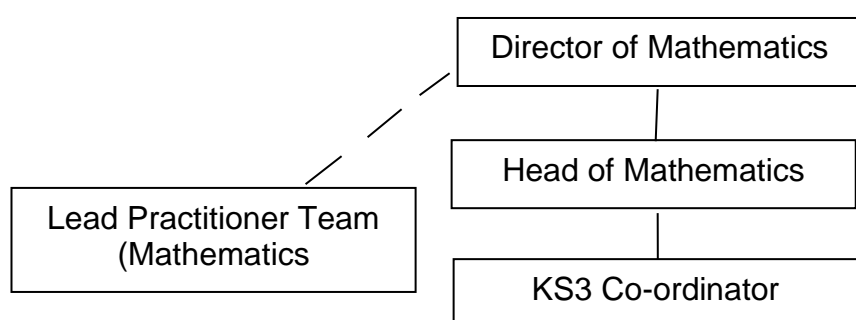 Director of Mathematics
Head of Mathematics
Lead Practitioner Team
(Mathematics
KS3 Co-ordinator